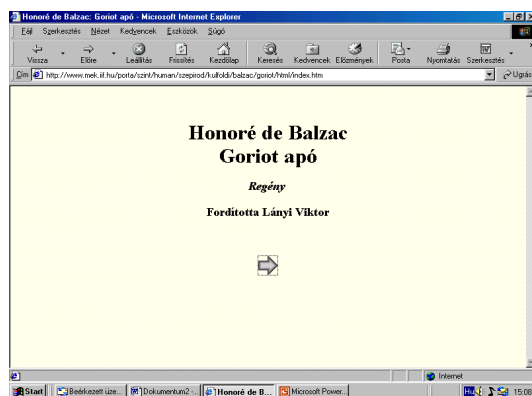 Honoré de Balzac: Goriot apó - Microsoft Internet Explorer
Fájl Szerkesztés Nézet Kedvencek Eszközök Súgó
Vissza Előre Leállítás Frissítés Kezdőlap Keresés Kedvencek Előzmények Posta Nyomtatás Szerkesztés
Cím http://www.mek.iif.hu/porta/szint/human/szepirod/kulfoldi/balzac/goriot/html/index.htm Ugrás
Honoré de Balzac
Goriot apó
Regény
Fordította Lányi Viktor
Internet
Start Beérkezett üze... Dokumentum2 -... Honoré de B... Microsoft Power... Hu 15:08